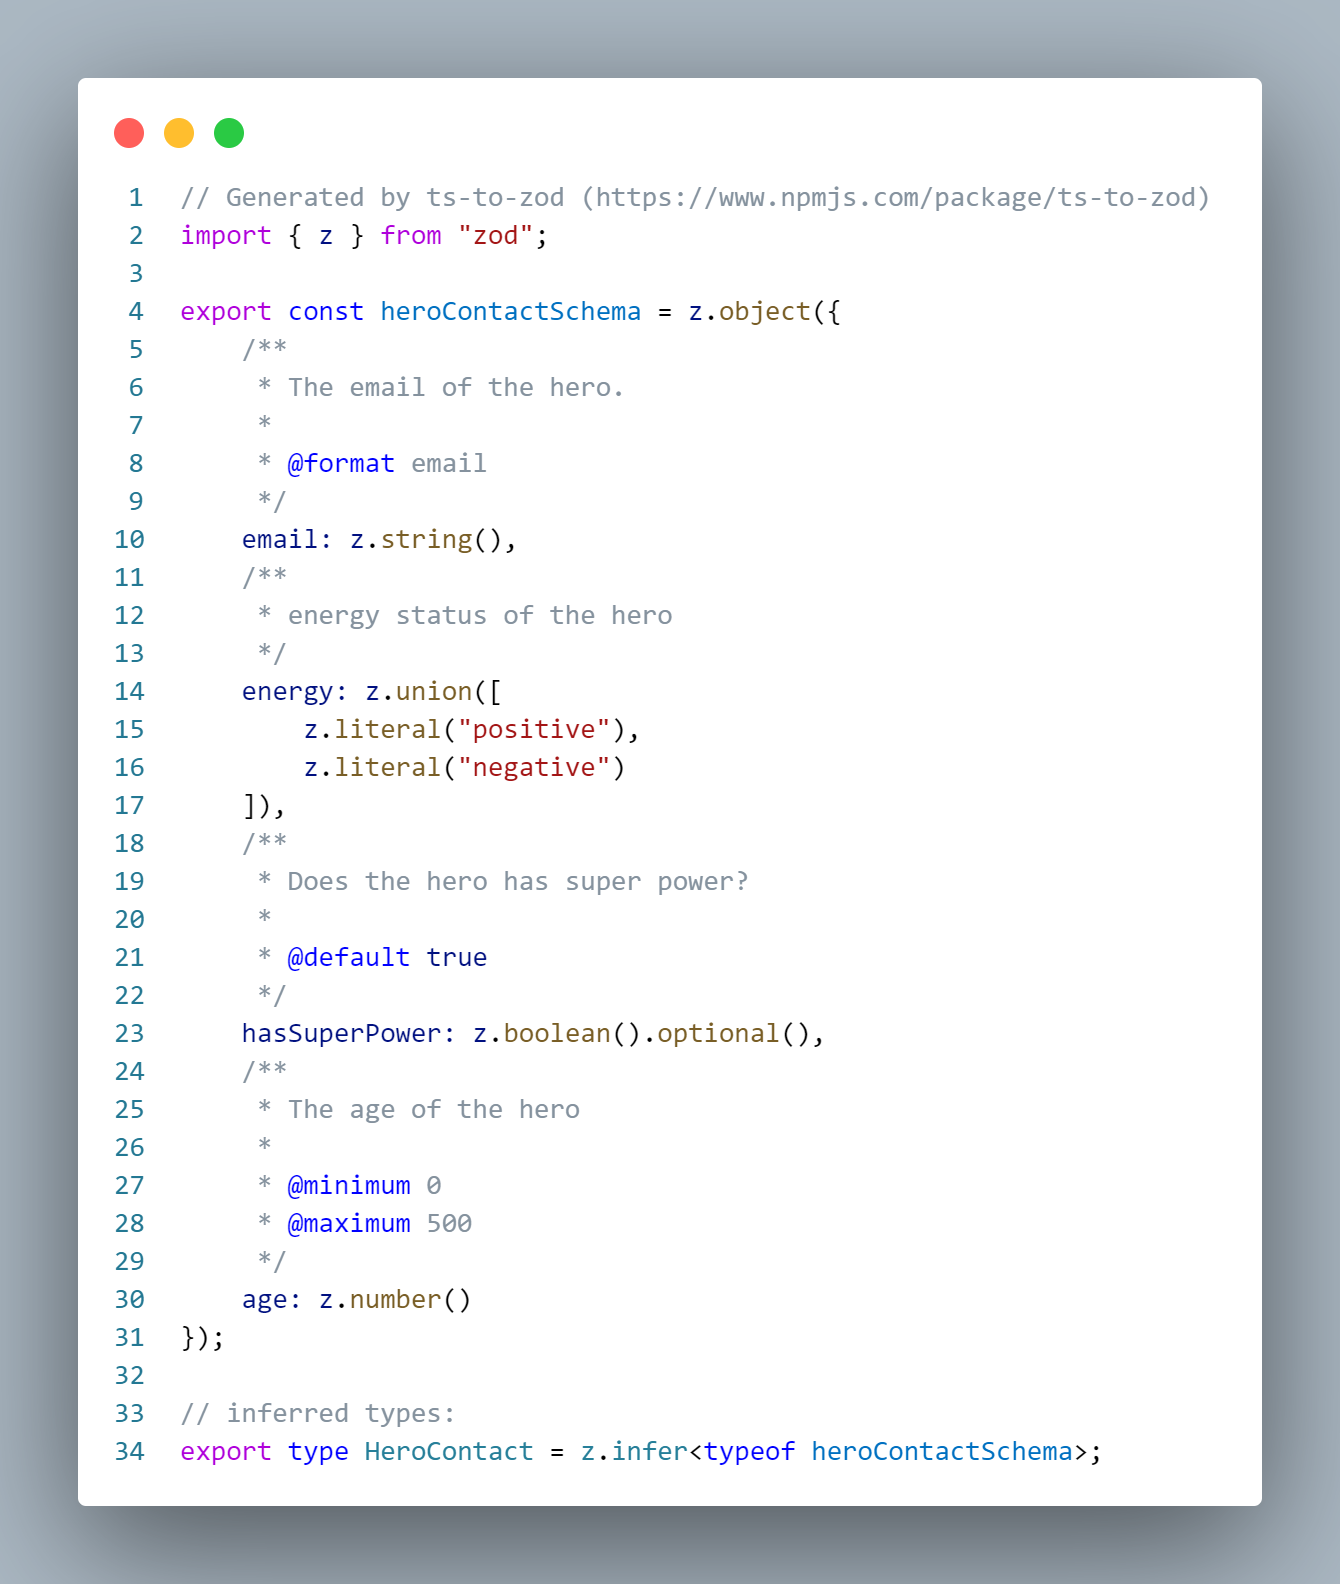 1 // Generated by ts-to-zod (https://www.npmjs.com/package/ts-to-zod)
2 import { z } from "zod";
3
4 export const heroContactSchema = z.object({
5     /**
6      * The email of the hero.
7      *
8      * @format email
9      */
10     email: z.string(),
11     /**
12      * energy status of the hero
13      */
14     energy: z.union([
15         z.literal("positive"),
16         z.literal("negative")
17     ]),
18     /**
19      * Does the hero has super power?
20      *
21      * @default true
22      */
23     hasSuperPower: z.boolean().optional(),
24     /**
25      * The age of the hero
26      *
27      * @minimum 0
28      * @maximum 500
29      */
30     age: z.number()
31 });
32
33 // inferred types:
34 export type HeroContact = z.infer<typeof heroContactSchema>;